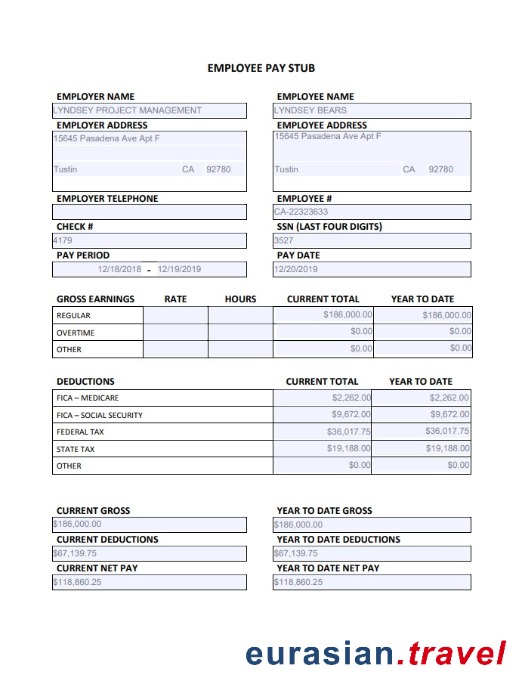 EMPLOYEE PAY STUB
EMPLOYER NAME EMPLOYEE NAME
LYNDSEY PROJECT MANAGEMENT LYNDSEY BEARS
EMPLOYER ADDRESS EMPLOYEE ADDRESS
15645 Pasadena Ave Apt F 15645 Pasadena Ave Apt F
Tustin CA 92780 Tustin CA 92780
EMPLOYER TELEPHONE EMPLOYEE #
CA-22323633
CHECK # SSN (LAST FOUR DIGITS)
4179 3527
PAY PERIOD PAY DATE
12/18/2018 - 12/19/2019 12/20/2019
GROSS EARNINGS RATE HOURS CURRENT TOTAL YEAR TO DATE
REGULAR $186,000.00 $186,000.00
OVERTIME $0.00 $0.00
OTHER $0.00 $0.00
DEDUCTIONS CURRENT TOTAL YEAR TO DATE
FICA – MEDICARE $2,262.00 $2,262.00
FICA – SOCIAL SECURITY $9,672.00 $9,672.00
FEDERAL TAX $36,017.75 $36,017.75
STATE TAX $19,188.00 $19,188.00
OTHER $0.00 $0.00
CURRENT GROSS YEAR TO DATE GROSS
$186,000.00 $186,000.00
CURRENT DEDUCTIONS YEAR TO DATE DEDUCTIONS
$67,139.75 $67,139.75
CURRENT NET PAY YEAR TO DATE NET PAY
$118,860.25 $118,860.25
eurasian.travel